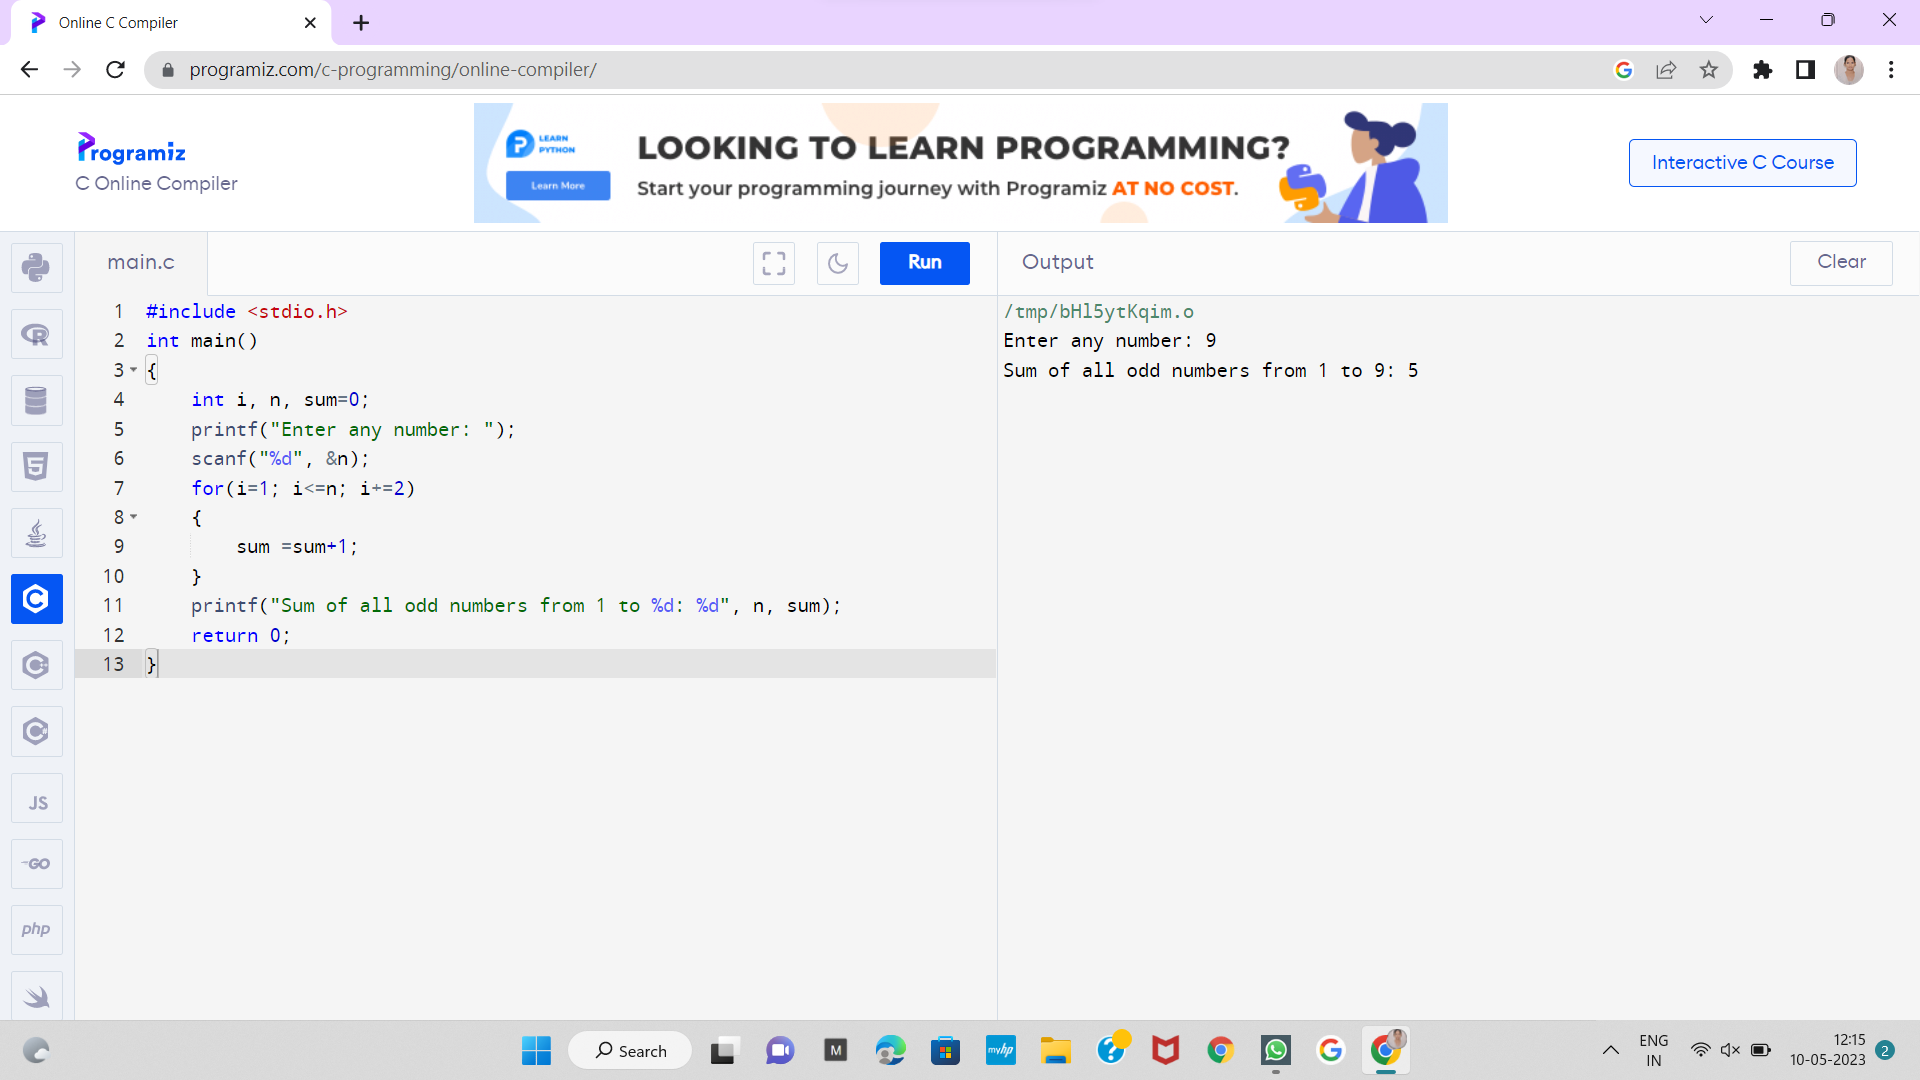 Online C Compiler
programiz.com/c-programming/online-compiler/
Programiz
C Online Compiler
LEARN
PYTHON
Learn More
LOOKING TO LEARN PROGRAMMING?
Start your programming journey with Programiz AT NO COST.
Interactive C Course
main.c
Run
Output
Clear
1 #include <stdio.h>
2 int main()
3 {
4 int i, n, sum=0;
5 printf("Enter any number: ");
6 scanf("%d", &n);
7 for(i=1; i<=n; i+=2)
8 {
9 sum =sum+1;
10 }
11 printf("Sum of all odd numbers from 1 to %d: %d", n, sum);
12 return 0;
13 }
/tmp/bHl5ytKqim.o
Enter any number: 9
Sum of all odd numbers from 1 to 9: 5
JS
GO
php
Search
M
myhp
ENG
IN
12:15
10-05-2023
2